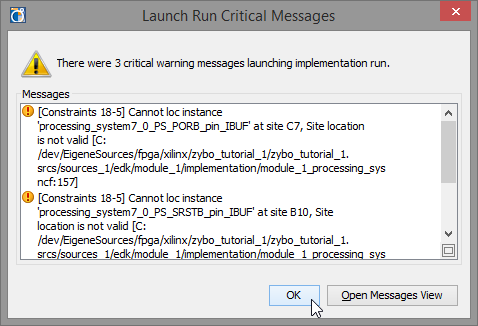 Launch Run Critical Messages
There were 3 critical warning messages launching implementation run.
Messages
[Constraints 18-5] Cannot loc instance
'processing_system7_0_PS_PORB_pin_IBUF' at site C7, Site location
is not valid [C:
/dev/EigeneSources/fpga/xilinx/zybo_tutorial_1/zybo_tutorial_1.
srcs/sources_1/edk/module_1/implementation/module_1_processing_sys
ncf:157]
[Constraints 18-5] Cannot loc instance
'processing_system7_0_PS_SRSTB_pin_IBUF' at site B10, Site
location is not valid [C:
/dev/EigeneSources/fpga/xilinx/zybo_tutorial_1/zybo_tutorial_1.
srcs/sources_1/edk/module_1/implementation/module_1_processing_sys
OK
Open Messages View